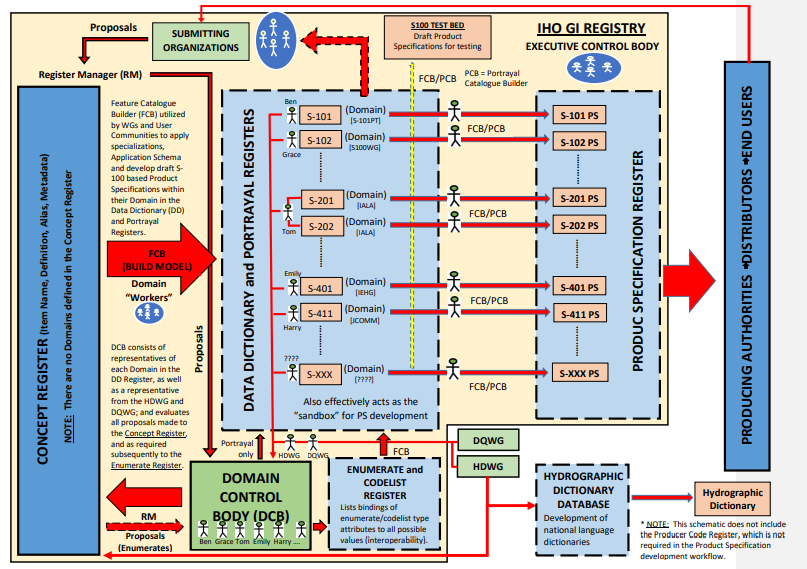 Proposals
SUBMITTING
ORGANIZATIONS
S100 TEST BED
Draft Product
Specifications for testing
IHO GI REGISTRY
EXECUTIVE CONTROL BODY
Register Manager (RM)
FCB/PCB
PCB = Portrayal
Catalogue Builder
CONCEPT REGISTER (Item Name, Definition, Alias, Metadata)
NOTE: There are no Domains defined in the Concept Register
Feature Catalogue
Builder (FCB) utilized
by WGs and User
Communities to apply
specializations,
Application Schema
and develop draft S-
100 based Product
Specifications within
their Domain in the
Data Dictionary (DD)
and Portrayal
Registers.
FCB
(BUILD MODEL)
Domain
“Workers”
DCB consists of
representatives of
each Domain in the
DD Register, as well
as a representative
from the HDWG and
DQWG; and evaluates
all proposals made to
the Concept Register,
and as required
subsequently to the
Enumerate Register.
Proposals
DATA DICTIONARY and PORTRAYAL REGISTERS
Ben
S-101
(Domain)
[S-101PT]
FCB/PCB
S-101 PS
S-102
(Domain)
[S100WG]
Grace
S-102 PS
S-201
(Domain)
[IALA]
FCB/PCB
S-201 PS
S-202
(Domain)
[IALA]
Tom
S-202 PS
Emily
S-401
(Domain)
[IEHG]
FCB/PCB
S-401 PS
S-411
(Domain)
[JCOMM]
Harry
S-411 PS
????
S-XXX
(Domain)
[????]
FCB/PCB
S-XXX PS
Also effectively acts as the
“sandbox” for PS development
PRODUC SPECIFICATION REGISTER
PRODUCING AUTHORITIES •DISTRIBUTORS •END USERS
Portrayal
only
HDWG
DQWG
FCB
DQWG
HDWG
RM
Proposals
(Enumerates)
DOMAIN
CONTROL
BODY (DCB)
Ben Grace Tom Emily Harry ....
ENUMERATE and
CODELIST
REGISTER
Lists bindings of
enumerate/codelist type
attributes to all possible
values (interoperability).
HYDROGRAPHIC
DICTIONARY
DATABASE
Development of
national language
dictionaries
Hydrographic
Dictionary
* NOTE: This schematic does not include
the Producer Code Register, which is not
required in the Product Specification
development workflow.